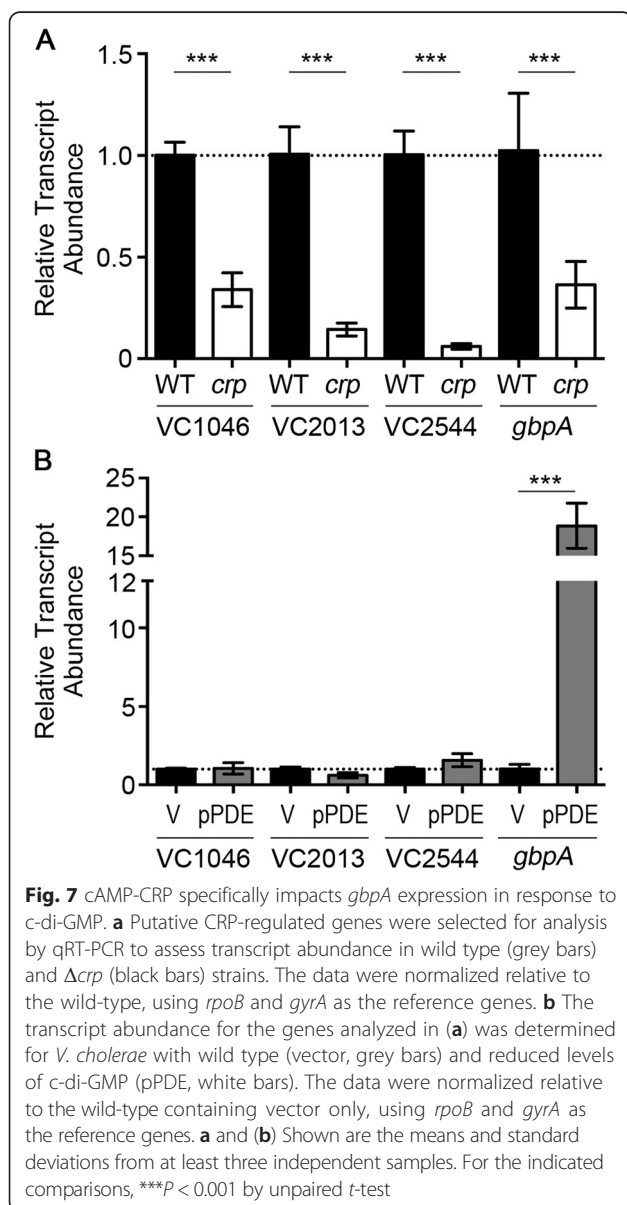 A
1.5
*** *** *** ***
1.0
Relative Transcript
Abundance
0.5
0
WT crp WT crp WT crp WT crp
VC1046 VC2013 VC2544 gbpA
B
25
***
20
15
12
Relative Transcript
Abundance
10
5
0
V pPDE V pPDE V pPDE V pPDE
VC1046 VC2013 VC2544 gbpA
Fig. 7 cAMP-CRP specifically impacts gbpA expression in response to
c-di-GMP. a Putative CRP-regulated genes were selected for analysis
by qRT-PCR to assess transcript abundance in wild type (grey bars)
and Δcrp (black bars) strains. The data were normalized relative to
the wild-type, using rpoB and gyrA as the reference genes. b The
transcript abundance for the genes analyzed in (a) was determined
for V. cholerae with wild type (vector, grey bars) and reduced levels
of c-di-GMP (pPDE, white bars). The data were normalized relative
to the wild-type containing vector only, using rpoB and gyrA as
the reference genes. a and (b) Shown are the means and standard
deviations from at least three independent samples. For the indicated
comparisons, ***P < 0.001 by unpaired t-test